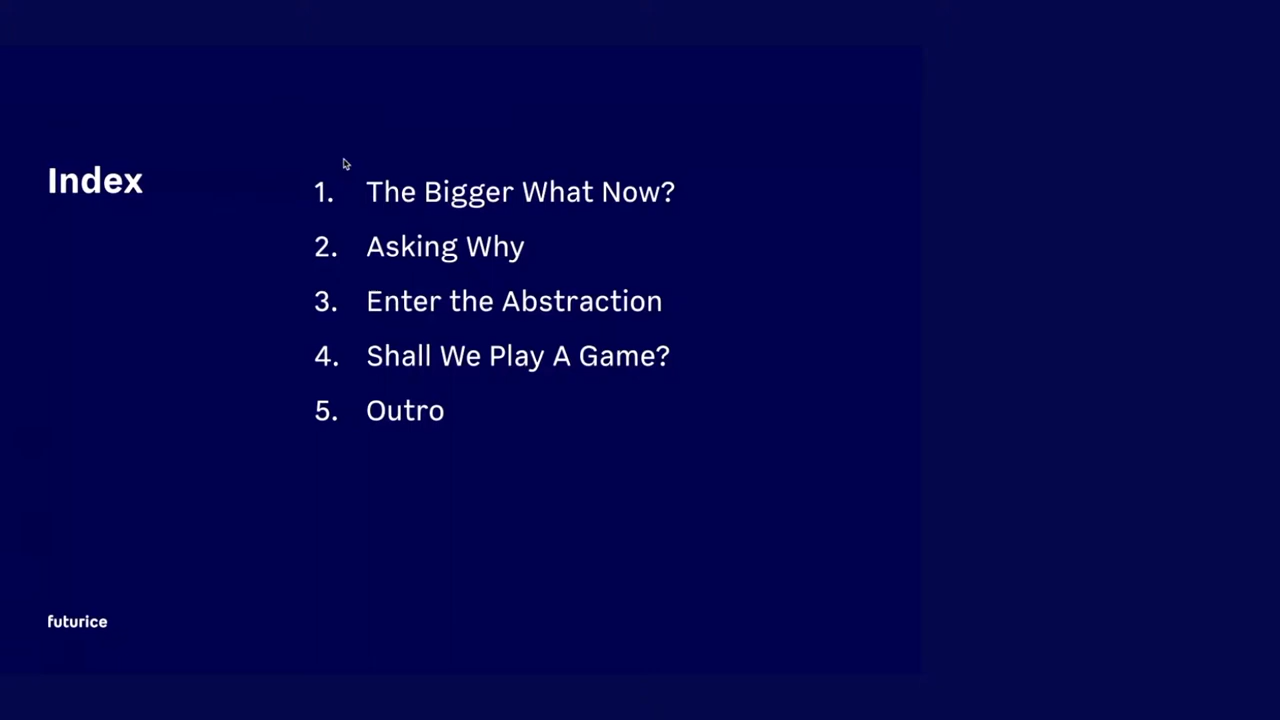 Index
1. The Bigger What Now?
2. Asking Why
3. Enter the Abstraction
4. Shall We Play A Game?
5. Outro
futurice